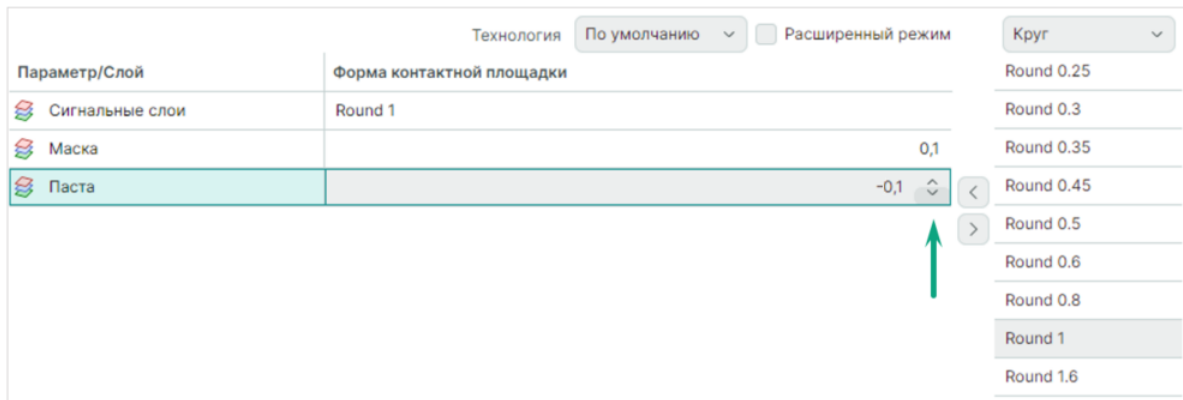 Технология По умолчанию Расширенный режим Круг
Параметр/Слой Форма контактной площадки Round 0.25
Сигнальные слои Round 1 Round 0.3
Маска 0,1 Round 0.35
Паста -0,1 Round 0.45
Round 0.5
Round 0.6
Round 0.8
Round 1
Round 1.6